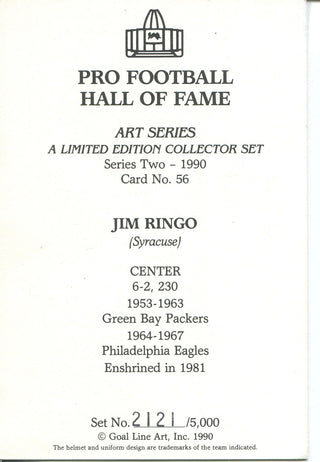 PRO FOOTBALL
HALL OF FAME
ART SERIES
A LIMITED EDITION COLLECTOR SET
Series Two – 1990
Card No. 56
JIM RINGO
(Syracuse)
CENTER
6-2, 230
1953-1963
Green Bay Packers
1964-1967
Philadelphia Eagles
Enshrined in 1981
Set No. 2121 /5,000
© Goal Line Art, Inc. 1990
The helmet and uniform design are trademarks of the team indicated.